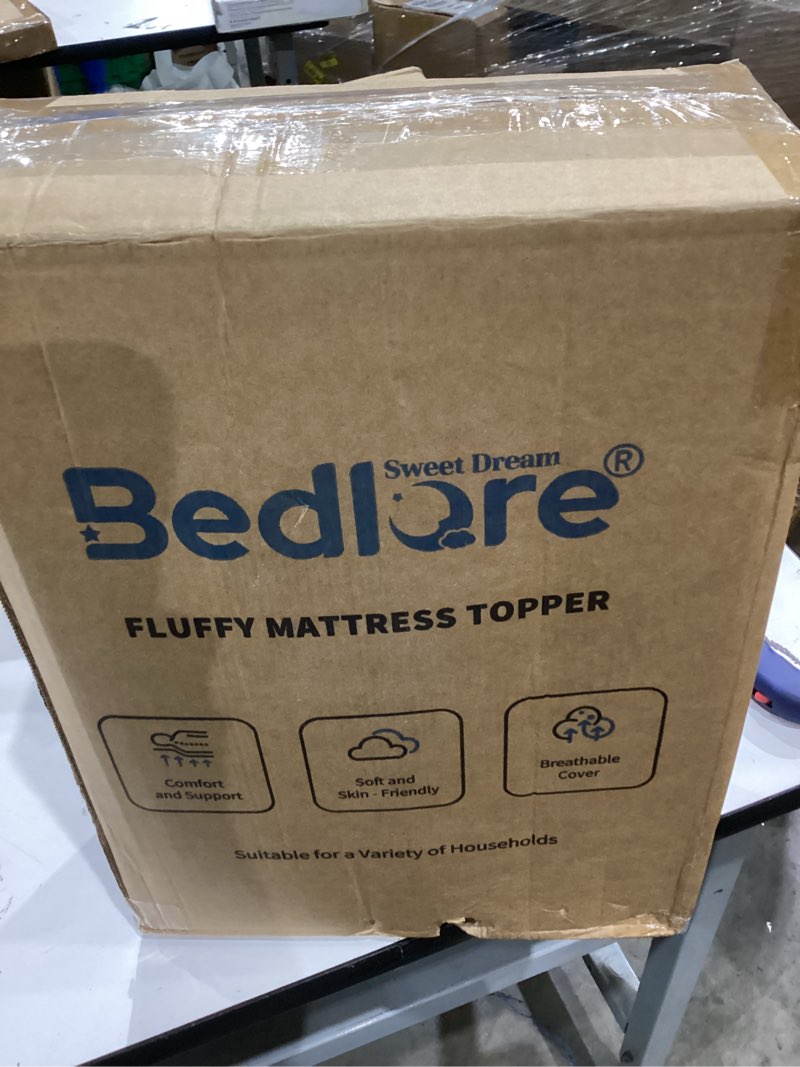 Sweet Dream
Bedlore®
FLUFFY MATTRESS TOPPER
Comfort
and Support
Soft and
Skin - Friendly
Breathable
Cover
Suitable for a Variety of Households